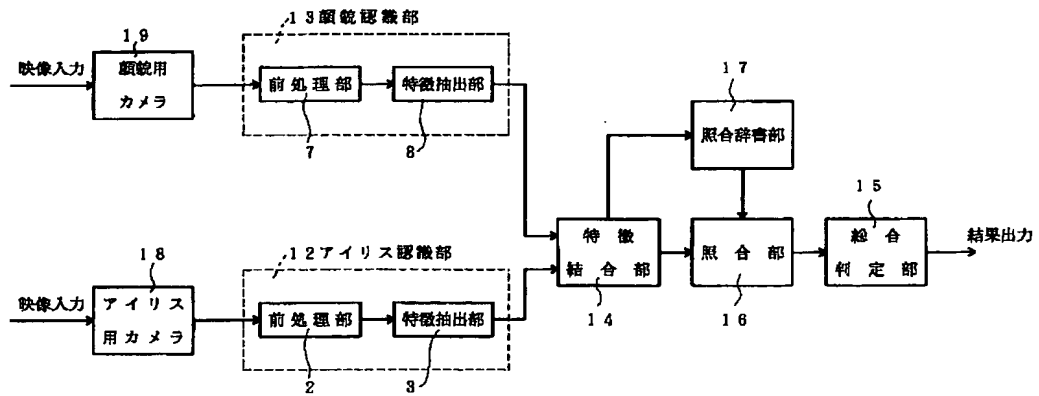 13顔貌認識部
19
映像入力
顔貌用
カメラ
前処理部
特徴抽出部
7
8
17
照合辞書部
15
12アイリス認識部
18
特徴
結合部
照合部
総合
判定部
結果出力
映像入力
アイリス
用カメラ
前処理部
特徴抽出部
14
16
2
3